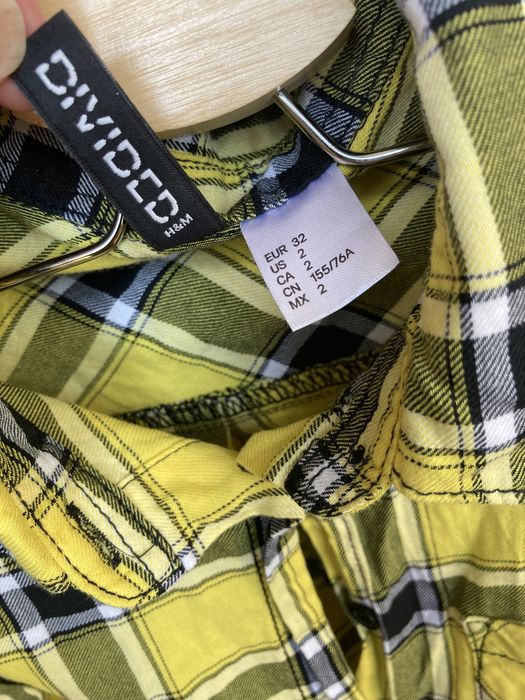 DIVIDED
H&M
EUR 32
US 2
CA 2
CN 155/76A
MX 2